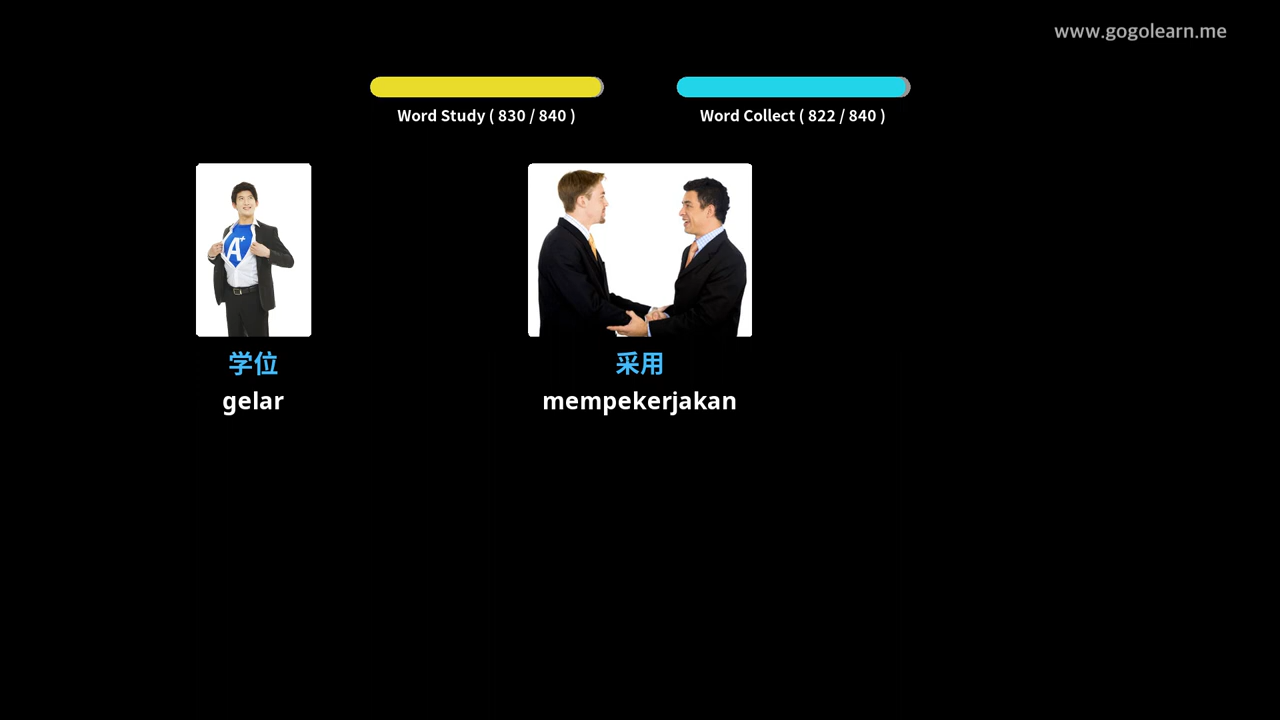 www.gogolearn.me
Word Study ( 830 / 840 )
Word Collect ( 822 / 840 )
A+
学位
采用
gelar
mempekerjakan